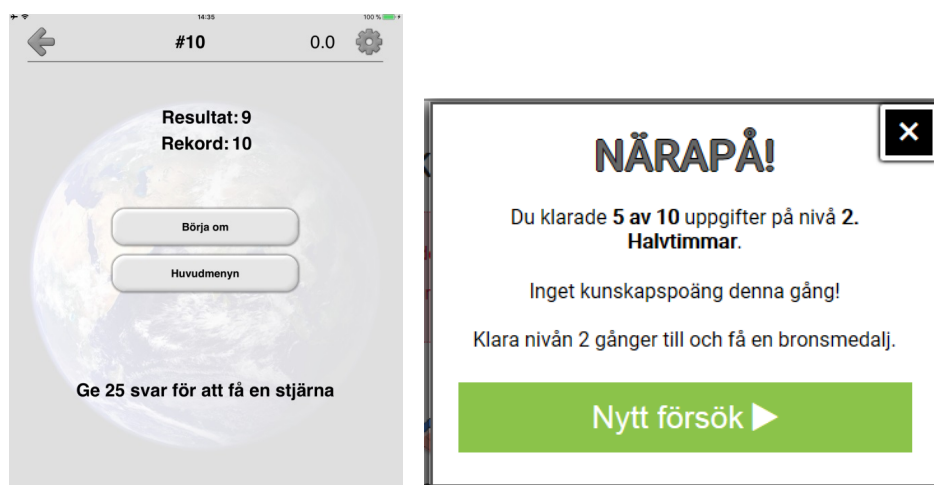 14:35
100 %
#10
0.0
Resultat: 9
Rekord: 10
Börja om
Huvudmenyn
Ge 25 svar för att få en stjärna
NÄRAPÅ!
Du klarade 5 av 10 uppgifter på nivå 2.
Halvtimmar.
Inget kunskapspoäng denna gång!
Klara nivån 2 gånger till och få en bronsmedalj.
Nytt försök